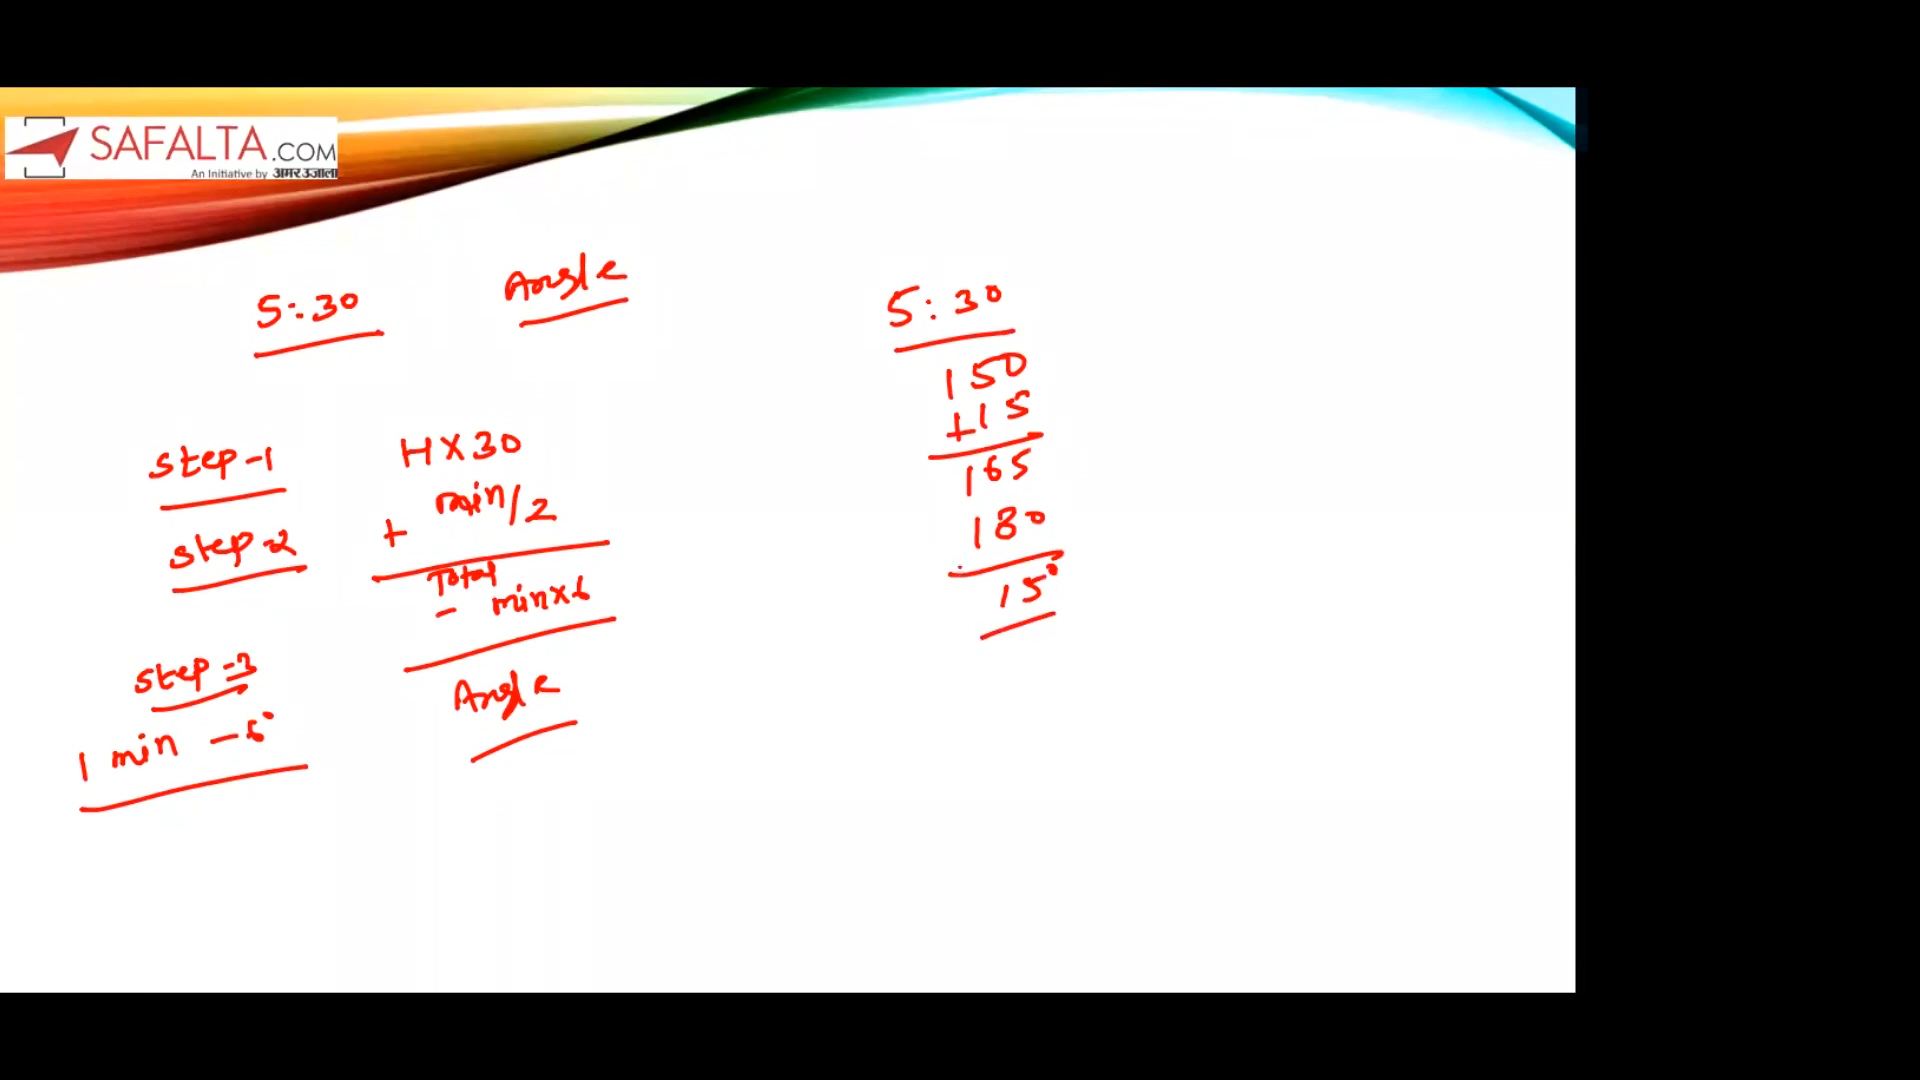 SAFALTA.COM
An Initiative by अमर उजाला
5:30
Angle
step-1
H X 30
step-2
+ min/2
Total
- min x 6
step-3
Angle
1 min - 6°
5:30
150
+15
165
180
15°